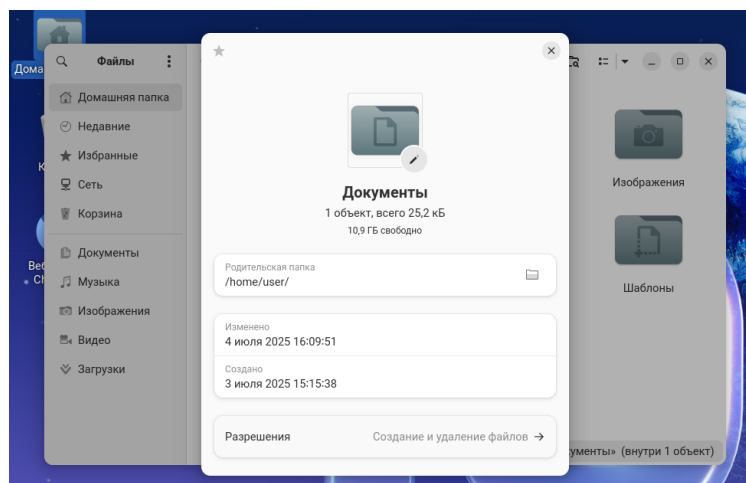 Файлы
Домашняя папка
Недавние
Избранные
Сеть
Корзина
Документы
Музыка
Изображения
Видео
Загрузки
Документы
1 объект, всего 25,2 кБ
10,9 ГБ свободно
Родительская папка
/home/user/
Изменено
4 июля 2025 16:09:51
Создано
3 июля 2025 15:15:38
Разрешения
Создание и удаление файлов
Изображения
Шаблоны
(внутри 1 объект)